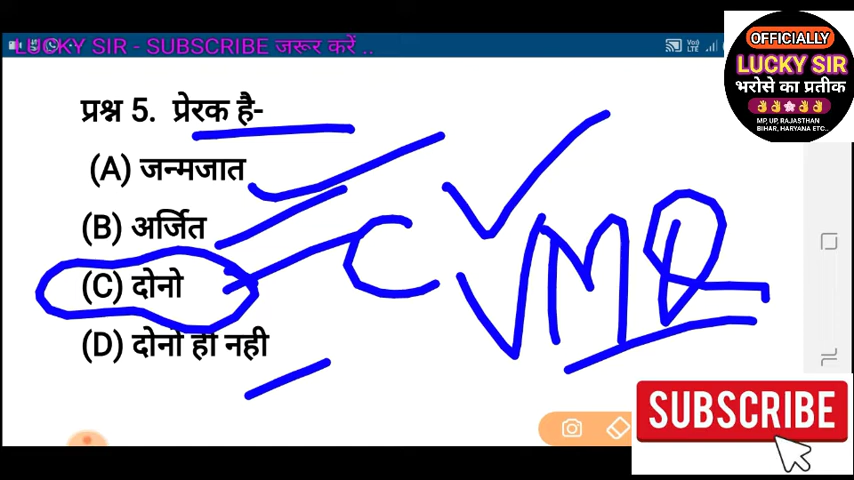 LUCKY SIR - SUBSCRIBE जरूर करें ..
OFFICIALLY
LUCKY SIR
भरोसे का प्रतीक
MP, UP, RAJASTHAN
BIHAR, HARYANA ETC..
प्रश्न 5. प्रेरक है-
(A) जन्मजात
(B) अर्जित
(C) दोनो
(D) दोनो ही नही
C
SUBSCRIBE